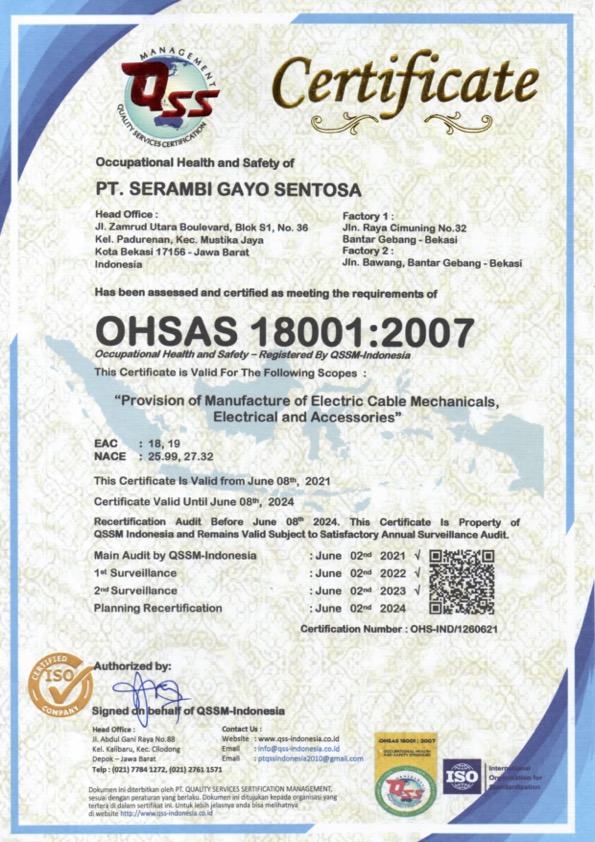 MANAGEMENT
QSS
QUALITY SERVICES CERTIFICATION
Certificate
Occupational Health and Safety of
PT. SERAMBI GAYO SENTOSA
Head Office :
Jl. Zamrud Utara Boulevard, Blok S1, No. 36
Kel. Padurenan, Kec. Mustika Jaya
Kota Bekasi 17156 - Jawa Barat
Indonesia
Factory 1 :
Jln. Raya Cimuning No.32
Bantar Gebang - Bekasi
Factory 2 :
Jln. Bawang, Bantar Gebang - Bekasi
Has been assessed and certified as meeting the requirements of
OHSAS 18001:2007
Occupational Health and Safety – Registered By QSSM-Indonesia
This Certificate is Valid For The Following Scopes :
“Provision of Manufacture of Electric Cable Mechanicals,
Electrical and Accessories”
EAC : 18, 19
NACE : 25.99, 27.32
This Certificate Is Valid from June 08th, 2021
Certificate Valid Until June 08th, 2024
Recertification Audit Before June 08th 2024. This Certificate Is Property of
QSSM Indonesia and Remains Valid Subject to Satisfactory Annual Surveillance Audit.
Main Audit by QSSM-Indonesia : June 02nd 2021 √
1st Surveillance : June 02nd 2022 √
2nd Surveillance : June 02nd 2023 √
Planning Recertification : June 02nd 2024
Certification Number : OHS-IND/1260621
CERTIFIED
ISO
COMPANY
Authorized by:
Signed on behalf of QSSM-Indonesia
Head Office :
Jl. Abdul Gani Raya No.88
Kel. Kalibaru, Kec. Cilodong
Depok – Jawa Barat
Telp : (021) 7784 1272, (021) 2761 1571
Contact Us :
Website : www.qss-indonesia.co.id
Email : info@qss-indonesia.co.id
Email : ptqssindonesia2010@gmail.com
Dokumen ini diterbitkan oleh PT. QUALITY SERVICES SERTIFICATION MANAGEMENT,
sesuai dengan peraturan yang berlaku. Dokumen ini ditujukan kepada organisasi yang
tertera di dalam sertifikat ini. Untuk lebih jelasnya anda bisa melihatnya
di website http://www.qss-indonesia.co.id
OHSAS 18001 : 2007
OCCUPATIONAL HEALTH
AND SAFETY STANDARD
QSS
ISO
International
Organization for
Standardization